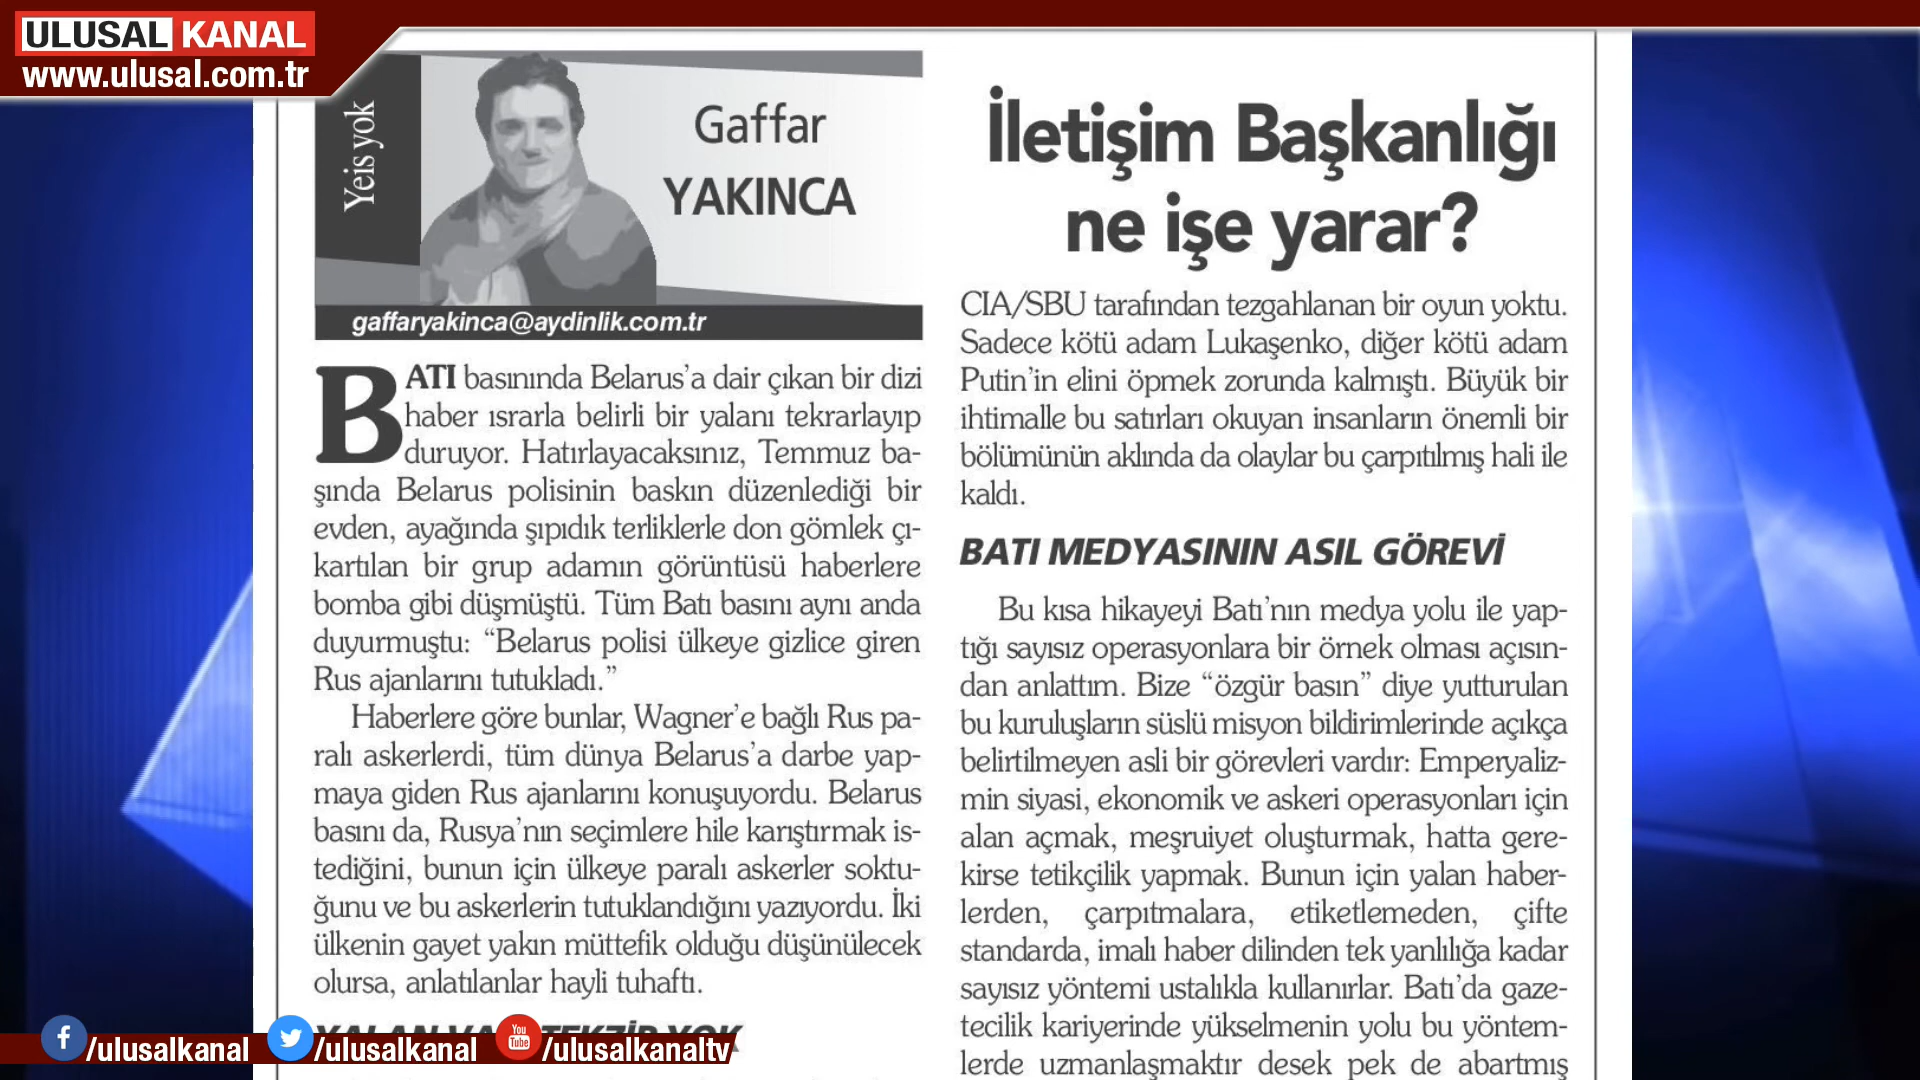 ULUSAL KANAL
www.ulusal.com.tr
Yeis yok
Gaffar
YAKINCA
gaffaryakinca@aydinlik.com.tr
BATI basınında Belarus’a dair çıkan bir dizi
haber ısrarla belirli bir yalanı tekrarlayıp
duruyor. Hatırlayacaksınız, Temmuz ba-
şında Belarus polisinin baskın düzenlediği bir
evden, ayağında şıpıdık terliklerle don gömlek çı-
kartılan bir grup adamın görüntüsü haberlere
bomba gibi düşmüştü. Tüm Batı basını aynı anda
duyurmuştu: “Belarus polisi ülkeye gizlice giren
Rus ajanlarını tutukladı.”
Haberlere göre bunlar, Wagner’e bağlı Rus pa-
ralı askerlerdi, tüm dünya Belarus’a darbe yap-
maya giden Rus ajanlarını konuşuyordu. Belarus
basını da, Rusya’nın seçimlere hile karıştırmak is-
tediğini, bunun için ülkeye paralı askerler soktu-
ğunu ve bu askerlerin tutuklandığını yazıyordu. İki
ülkenin gayet yakın müttefik olduğu düşünülecek
olursa, anlatılanlar hayli tuhaftı.
YALAN VAR TEKZİP YOK
İletişim Başkanlığı
ne işe yarar?
CIA/SBU tarafından tezgahlanan bir oyun yoktu.
Sadece kötü adam Lukaşenko, diğer kötü adam
Putin’in elini öpmek zorunda kalmıştı. Büyük bir
ihtimalle bu satırları okuyan insanların önemli bir
bölümünün aklında da olaylar bu çarpıtılmış hali ile
kaldı.
BATI MEDYASININ ASIL GÖREVİ
Bu kısa hikayeyi Batı’nın medya yolu ile yap-
tığı sayısız operasyonlara bir örnek olması açısın-
dan anlattım. Bize “özgür basın” diye yutturulan
bu kuruluşların süslü misyon bildirimlerinde açıkça
belirtilmeyen asli bir görevleri vardır: Emperyaliz-
min siyasi, ekonomik ve askeri operasyonları için
alan açmak, meşruiyet oluşturmak, hatta gere-
kirse tetikçilik yapmak. Bunun için yalan haber-
lerden, çarpıtmalara, etiketlemeden, çifte
standarda, imalı haber dilinden tek yanlılığa kadar
sayısız yöntemi ustalıkla kullanırlar. Batı’da gaze-
tecilik kariyerinde yükselmenin yolu bu yöntem-
lerde uzmanlaşmaktır desek pek de abartmış
/ulusalkanal
/ulusalkanal
You Tube
/ulusalkanaltv